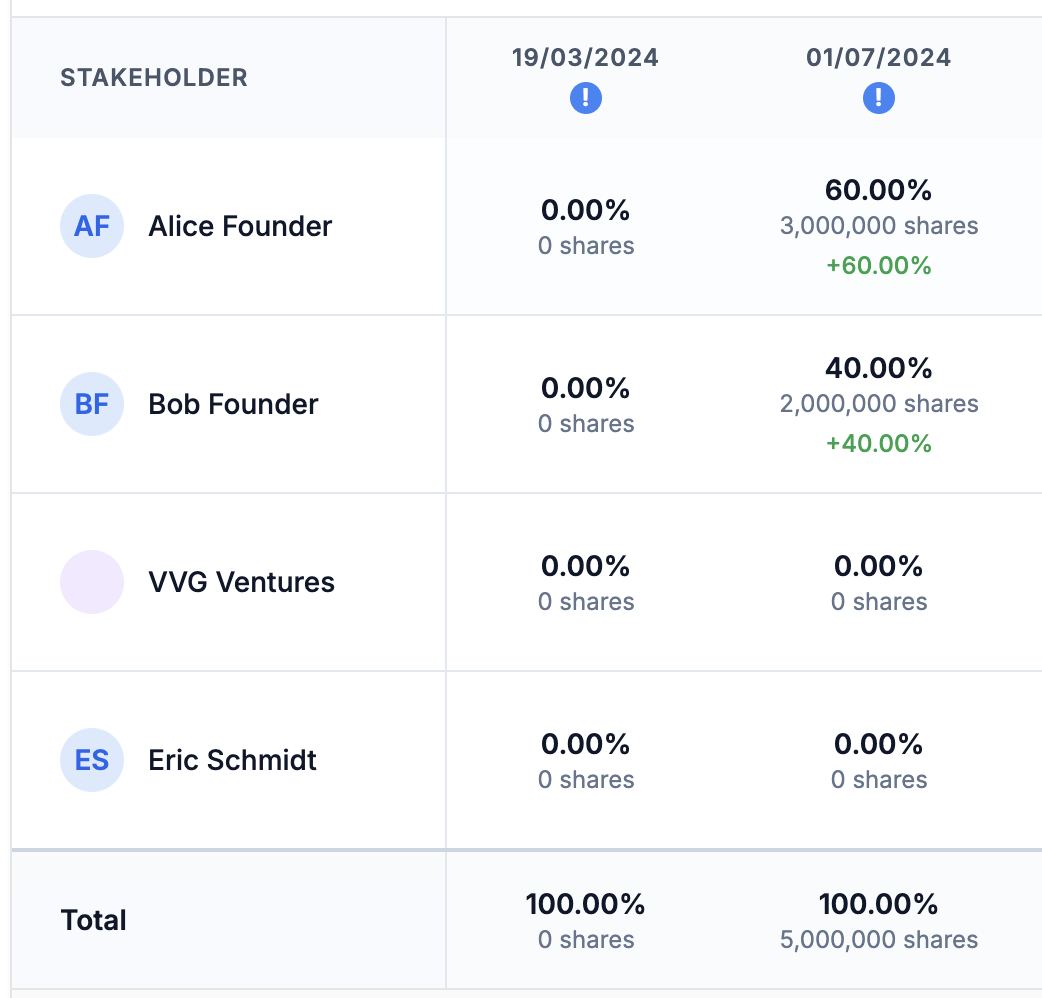 STAKEHOLDER
19/03/2024
!
01/07/2024
!
AF
Alice Founder
0.00%
0 shares
60.00%
3,000,000 shares
+60.00%
BF
Bob Founder
0.00%
0 shares
40.00%
2,000,000 shares
+40.00%
VVG Ventures
0.00%
0 shares
0.00%
0 shares
ES
Eric Schmidt
0.00%
0 shares
0.00%
0 shares
Total
100.00%
0 shares
100.00%
5,000,000 shares